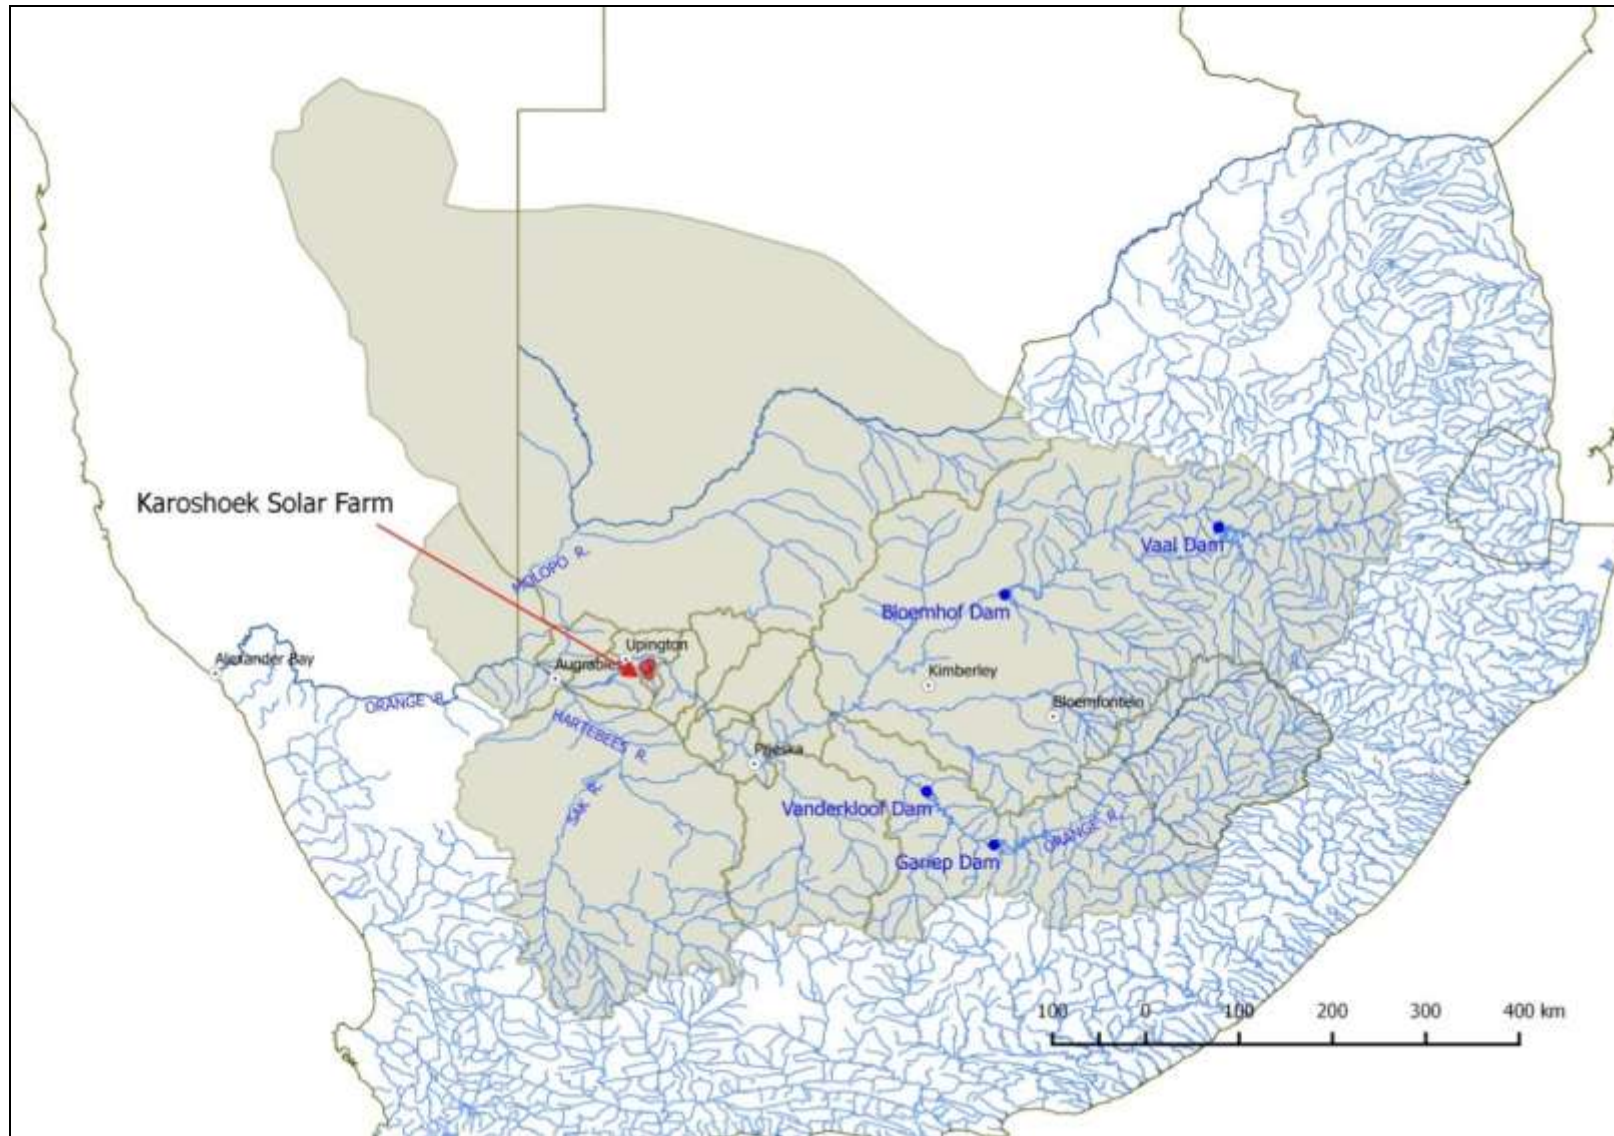 Karoshoek Solar Farm
Vaal Dam
MOLOPO R.
Bloemhof Dam
Upington
Alexander Bay
Augrabies
Kimberley
ORANGE R.
Bloemfontein
HARTEBEES R.
Prieska
SAK R.
Vanderkloof Dam
ORANGE R.
Gariep Dam
100 0 100 200 300 400 km